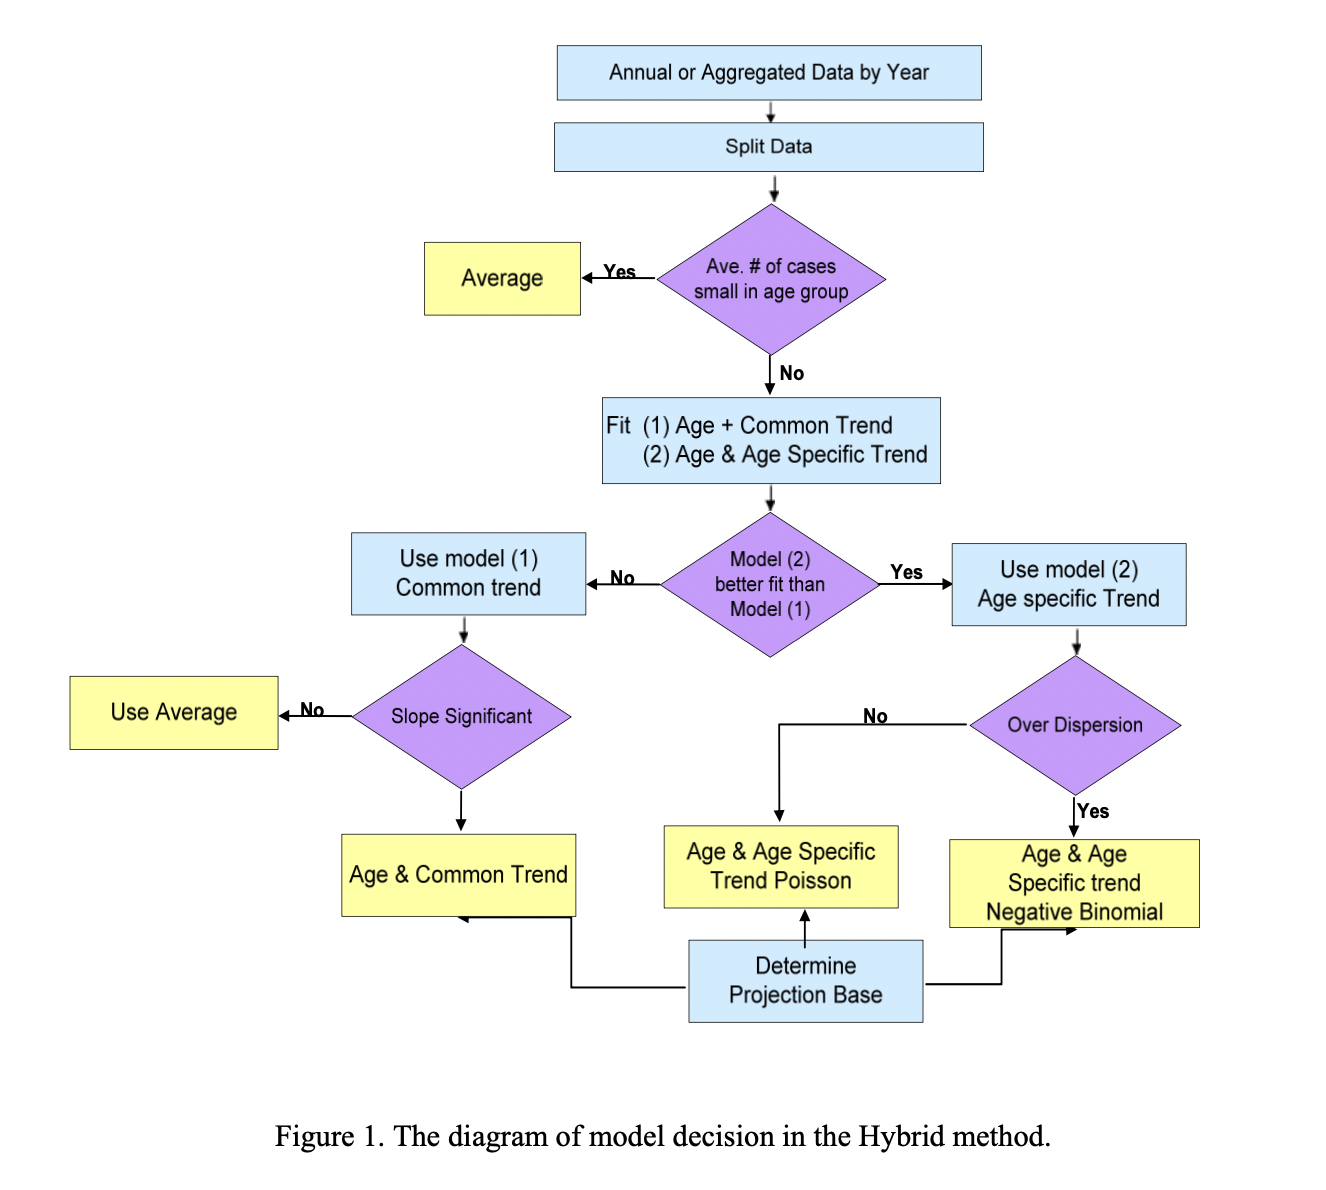 Annual or Aggregated Data by Year
Split Data
Ave. # of cases
small in age group
Yes
Average
No
Fit (1) Age + Common Trend
(2) Age & Age Specific Trend
Model (2)
better fit than
Model (1)
No
Use model (1)
Common trend
Yes
Use model (2)
Age specific Trend
Slope Significant
No
Use Average
Over Dispersion
No
Yes
Age & Common Trend
Age & Age Specific
Trend Poisson
Age & Age
Specific trend
Negative Binomial
Determine
Projection Base
Figure 1. The diagram of model decision in the Hybrid method.